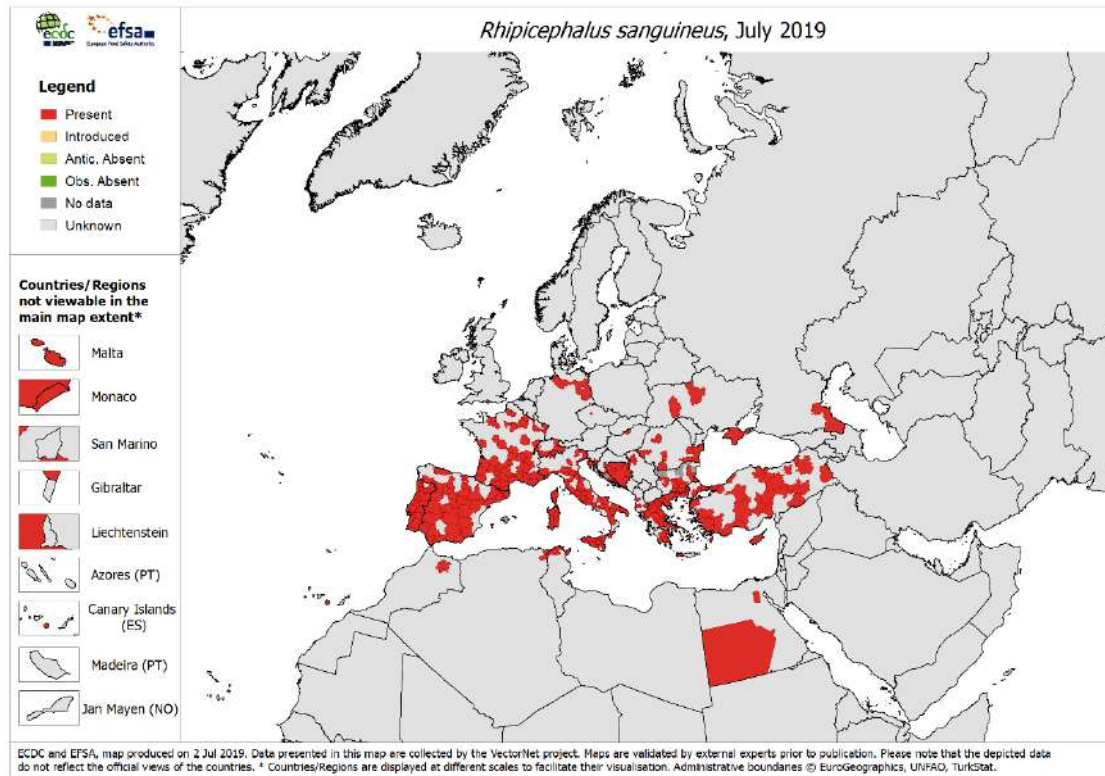 ecdc
efsa
European Food Safety Authority
Rhipicephalus sanguineus, July 2019
Legend
Present
Introduced
Antic. Absent
Obs. Absent
No data
Unknown
Countries/Regions
not viewable in the
main map extent*
Malta
Monaco
San Marino
Gibraltar
Liechtenstein
Azores (PT)
Canary Islands
(ES)
Madeira (PT)
Jan Mayen (NO)
ECDC and EFSA, map produced on 2 Jul 2019. Data presented in this map are collected by the VectorNet project. Maps are validated by external experts prior to publication. Please note that the depicted data
do not reflect the official views of the countries. * Countries/Regions are displayed at different scales to facilitate their visualisation. Administrative boundaries © EuroGeographics, UNFAO, TurkStat.